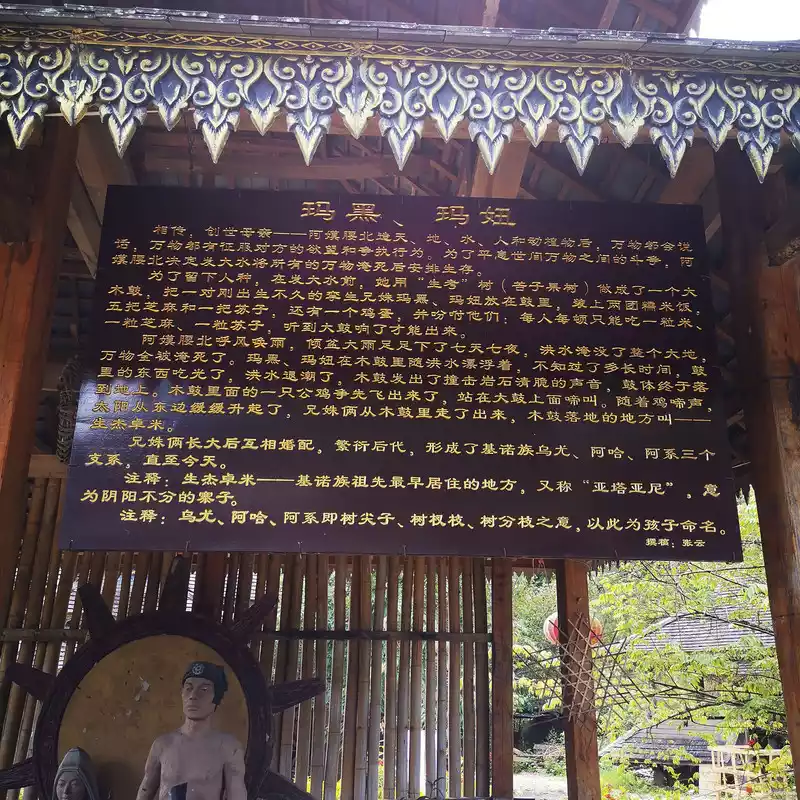 玛黑、玛妞
相传，创世母亲——阿嫫腰北造天、地、水、人和动植物后，万物都会说
话，万物都有征服对方的欲望和争执行为。为了平息世间万物之间的斗争，阿
嫫腰北决定发大水将所有的万物淹死后安排生存。
为了留下人种，在发大水前，她用“生考”树（苦子果树）做成了一个大
木鼓，把一对刚出生不久的孪生兄妹玛黑、玛妞放在鼓里，装上两团糯米饭，
五把芝麻和一把苏子，还有一个鸡蛋，并吩咐他们：每人每顿只能吃一粒米、
一粒芝麻、一粒苏子，听到大鼓响了才能出来。
阿嫫腰北呼风唤雨，倾盆大雨足足下了七天七夜，洪水淹没了整个大地，
万物全被淹死了。玛黑、玛妞在木鼓里随洪水漂浮着，不知过了多长时间，鼓
里的东西吃光了，洪水退潮了，木鼓发出了撞击岩石清脆的声音，鼓体终于落
到地上。木鼓里面的一只公鸡争先飞出来了，站在大鼓上面啼叫。随着鸡啼声，
太阳从东边缓缓升起了，兄妹俩从木鼓里走了出来，木鼓落地的地方叫——
生杰卓米。
兄妹俩长大后互相婚配，繁衍后代，形成了基诺族乌尤、阿哈、阿系三个
支系，直至今天。
注释：生杰卓米——基诺族祖先最早居住的地方，又称“亚塔亚尼”，意
为阴阳不分的寨子。
注释：乌尤、阿哈、阿系即树尖子、树杈枝、树分枝之意，以此为孩子命名。
撰稿：张云